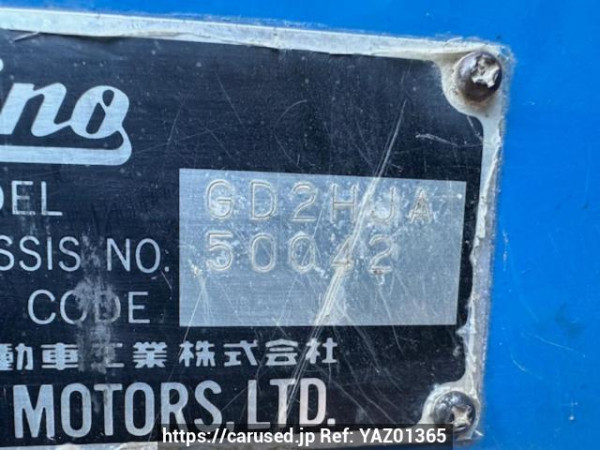 ino
DEL GD2HJA
SSIS NO. 50042
CODE
動車工業株式会社
MOTORS, LTD.
https://carused.jp Ref: YAZ01365